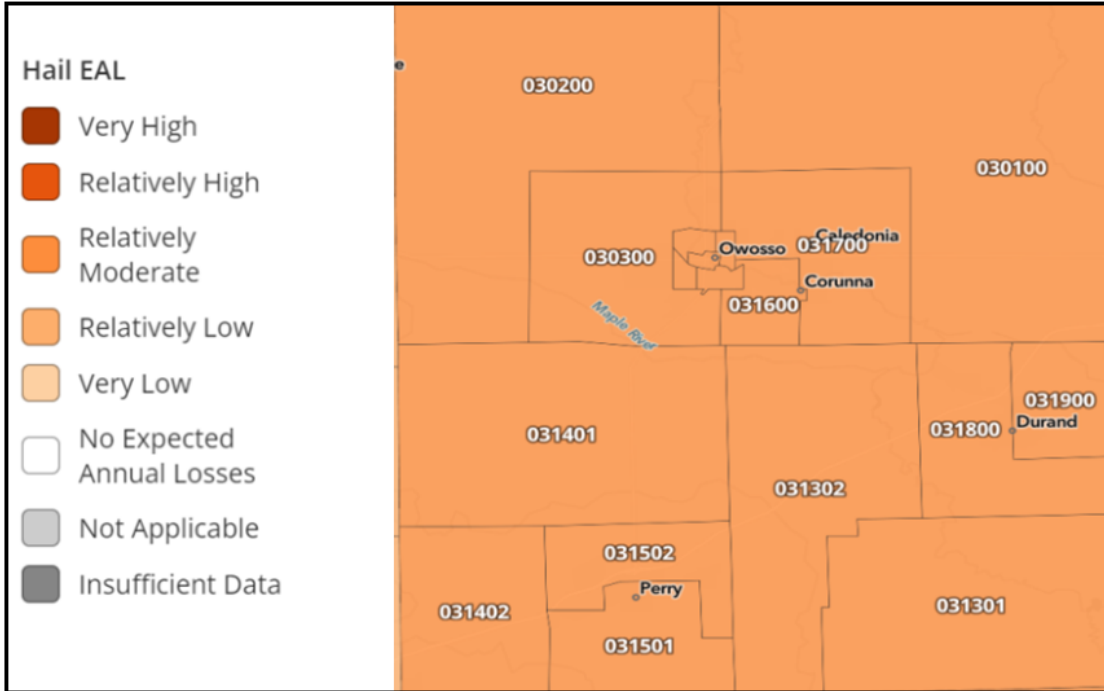 Hail EAL
Very High
Relatively High
Relatively
Moderate
Relatively Low
Very Low
No Expected
Annual Losses
Not Applicable
Insufficient Data
e
030200
030100
Caledonia
031700
Owosso
030300
Corunna
031600
Maple River
031900
Durand
031800
031401
031302
031502
Perry
031402
031301
031501